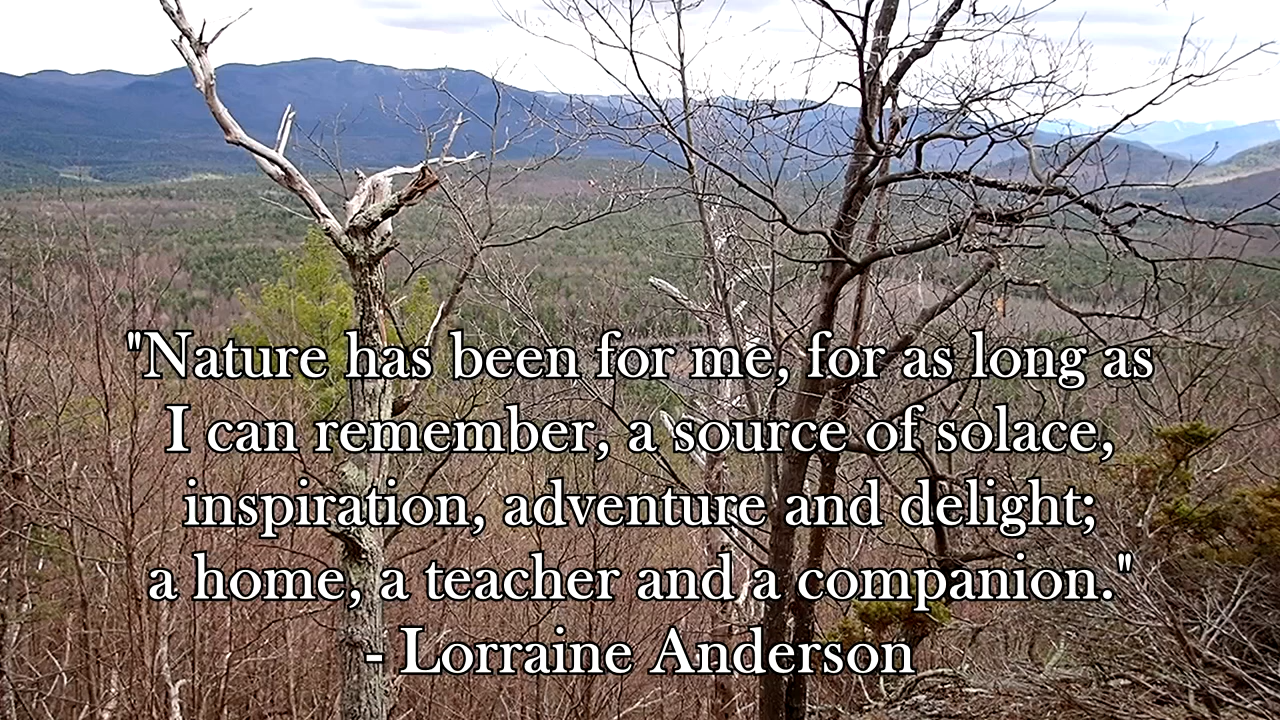 "Nature has been for me, for as long as
I can remember, a source of solace,
inspiration, adventure and delight;
a home, a teacher and a companion."
- Lorraine Anderson